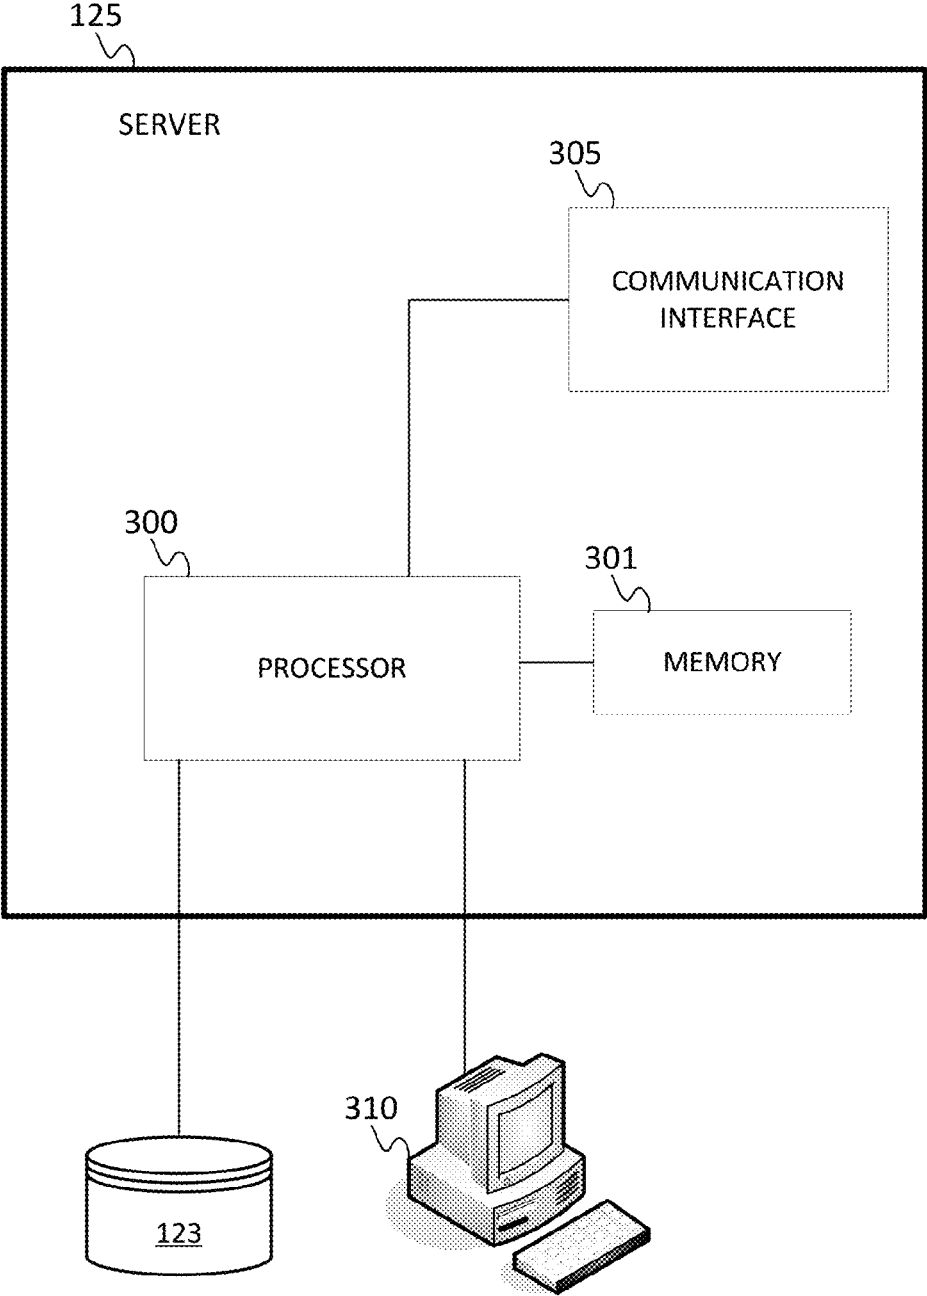 125
SERVER
305
COMMUNICATION
INTERFACE
300
301
PROCESSOR
MEMORY
310
123